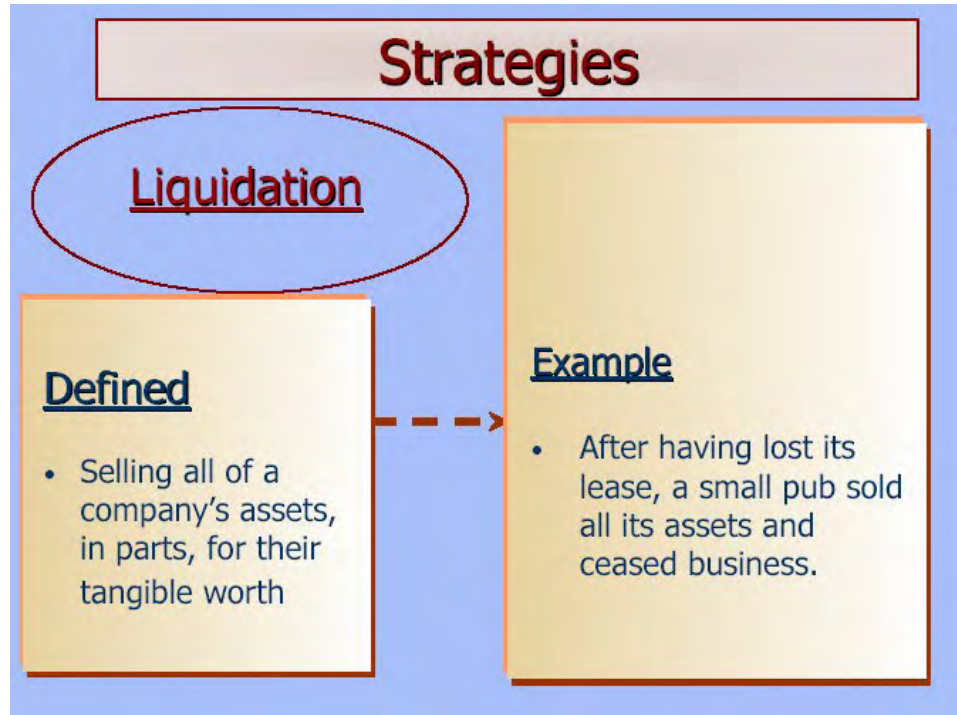 Strategies
Liquidation
Defined
• Selling all of a
company’s assets,
in parts, for their
tangible worth
Example
• After having lost its
lease, a small pub sold
all its assets and
ceased business.